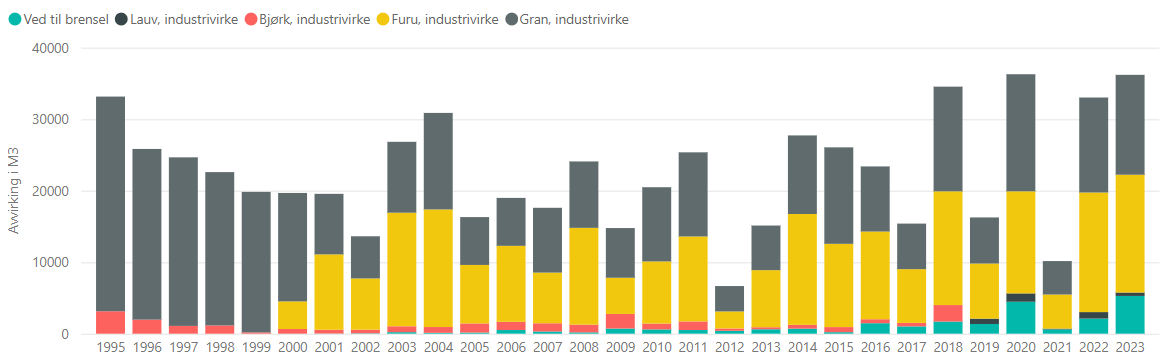 Ved til brensel Lauv, industrivirke Bjørk, industrivirke Furu, industrivirke Gran, industrivirke
Avvirking i M3
40000
30000
20000
10000
0
1995 1996 1997 1998 1999 2000 2001 2002 2003 2004 2005 2006 2007 2008 2009 2010 2011 2012 2013 2014 2015 2016 2017 2018 2019 2020 2021 2022 2023